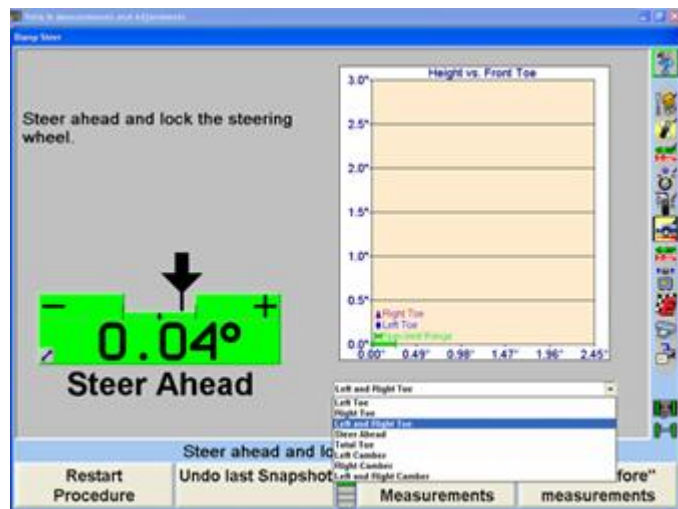 Bump Steer
Steer ahead and lock the steering
wheel.
Height vs. Front Toe
3.0"
2.5"
2.0"
1.5"
1.0"
0.5"
0.0"
Right Toe
Left Toe
0.00° 0.49° 0.98° 1.47° 1.96° 2.45°
− +
0.04°
Steer Ahead
Left and Right Toe
Left Toe
Right Toe
Left and Right Toe
Steer Ahead
Total Toe
Left Camber
Right Camber
Left and Right Camber
Steer ahead and lo
Restart
Procedure
Undo last Snapshot
Measurements
fore"
measurements